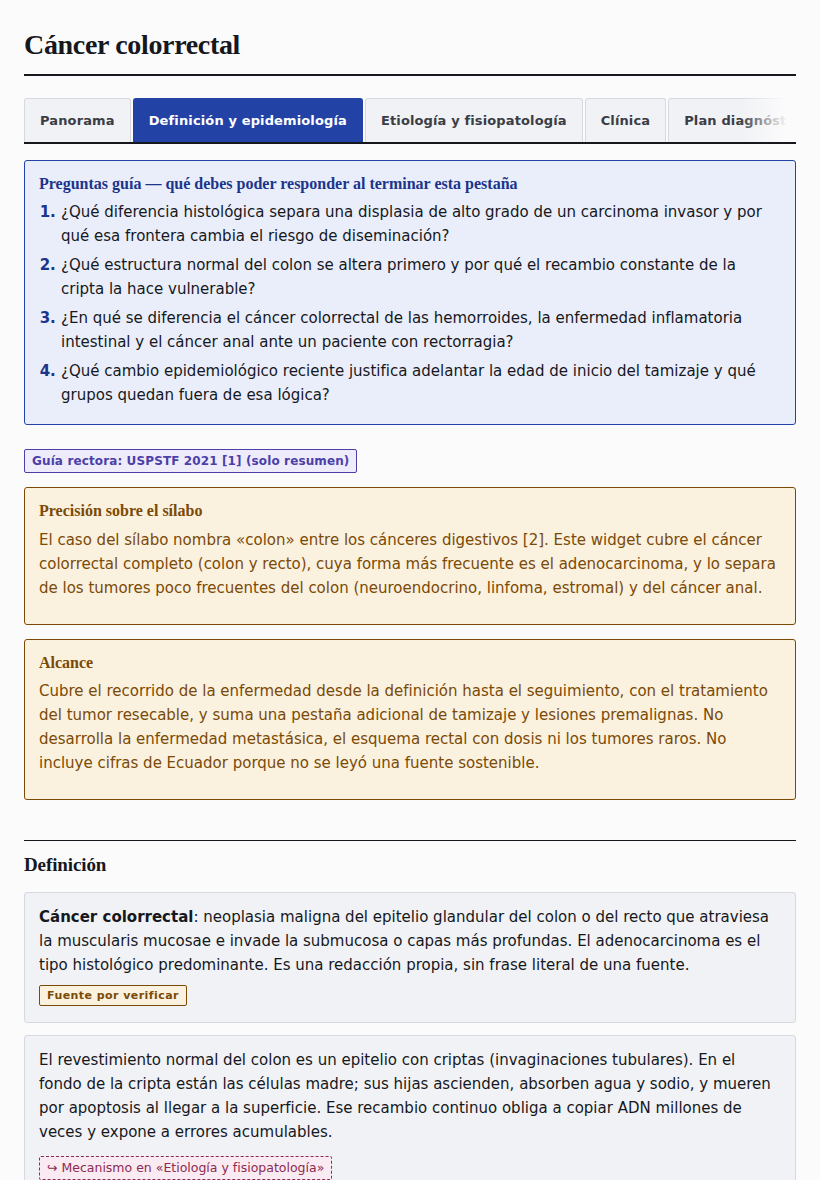 Cáncer colorrectal
Panorama
Definición y epidemiología
Etiología y fisiopatología
Clínica
Plan diagnóst
Preguntas guía — qué debes poder responder al terminar esta pestaña
1. ¿Qué diferencia histológica separa una displasia de alto grado de un carcinoma invasor y por
qué esa frontera cambia el riesgo de diseminación?
2. ¿Qué estructura normal del colon se altera primero y por qué el recambio constante de la
cripta la hace vulnerable?
3. ¿En qué se diferencia el cáncer colorrectal de las hemorroides, la enfermedad inflamatoria
intestinal y el cáncer anal ante un paciente con rectorragia?
4. ¿Qué cambio epidemiológico reciente justifica adelantar la edad de inicio del tamizaje y qué
grupos quedan fuera de esa lógica?
Guía rectora: USPSTF 2021 [1] (solo resumen)
Precisión sobre el sílabo
El caso del sílabo nombra «colon» entre los cánceres digestivos [2]. Este widget cubre el cáncer
colorrectal completo (colon y recto), cuya forma más frecuente es el adenocarcinoma, y lo separa
de los tumores poco frecuentes del colon (neuroendocrino, linfoma, estromal) y del cáncer anal.
Alcance
Cubre el recorrido de la enfermedad desde la definición hasta el seguimiento, con el tratamiento
del tumor resecable, y suma una pestaña adicional de tamizaje y lesiones premalignas. No
desarrolla la enfermedad metastásica, el esquema rectal con dosis ni los tumores raros. No
incluye cifras de Ecuador porque no se leyó una fuente sostenible.
Definición
Cáncer colorrectal: neoplasia maligna del epitelio glandular del colon o del recto que atraviesa
la muscularis mucosae e invade la submucosa o capas más profundas. El adenocarcinoma es el
tipo histológico predominante. Es una redacción propia, sin frase literal de una fuente.
Fuente por verificar
El revestimiento normal del colon es un epitelio con criptas (invaginaciones tubulares). En el
fondo de la cripta están las células madre; sus hijas ascienden, absorben agua y sodio, y mueren
por apoptosis al llegar a la superficie. Ese recambio continuo obliga a copiar ADN millones de
veces y expone a errores acumulables.
↪ Mecanismo en «Etiología y fisiopatología»